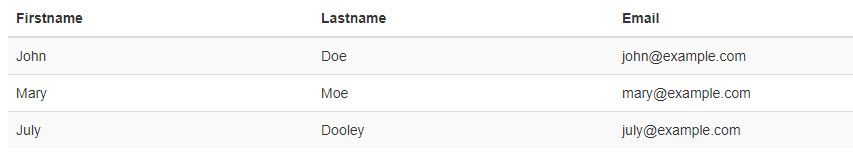 Firstname Lastname Email
John Doe john@example.com
Mary Moe mary@example.com
July Dooley july@example.com